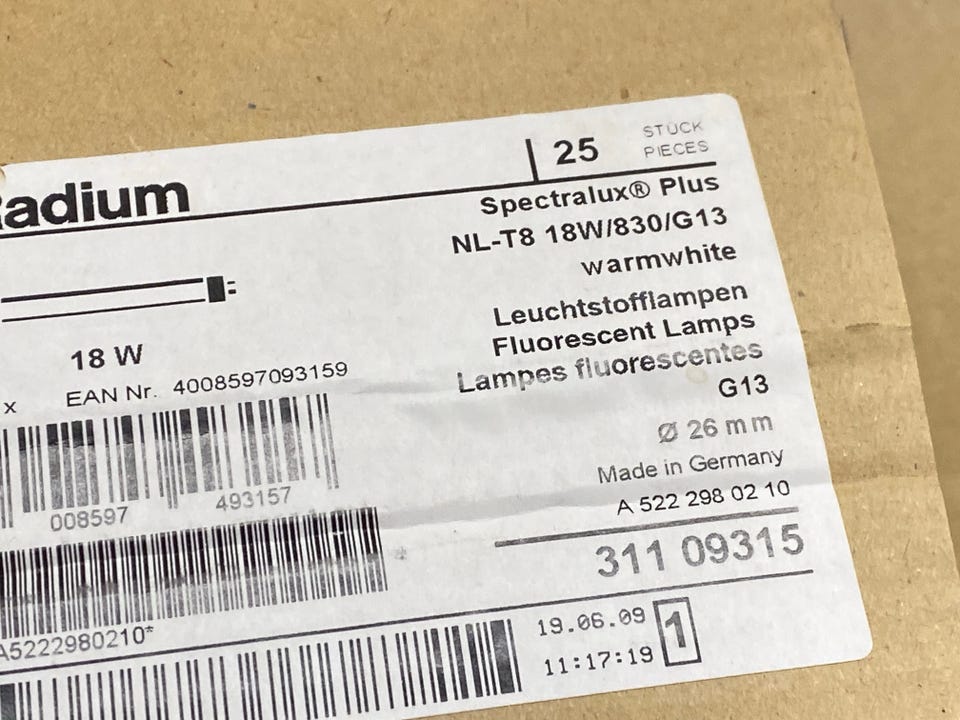 25 STÜCK
PIECES
Radium
Spectralux® Plus
NL-T8 18W/830/G13
warmwhite
Leuchtstofflampen
Fluorescent Lamps
Lampes fluorescentes
G13
18 W
x EAN Nr. 4008597093159
Ø 26 mm
Made in Germany
A 522 298 02 10
008597 493157
311 09315
A5222980210*
19.06.09
11:17:19
1